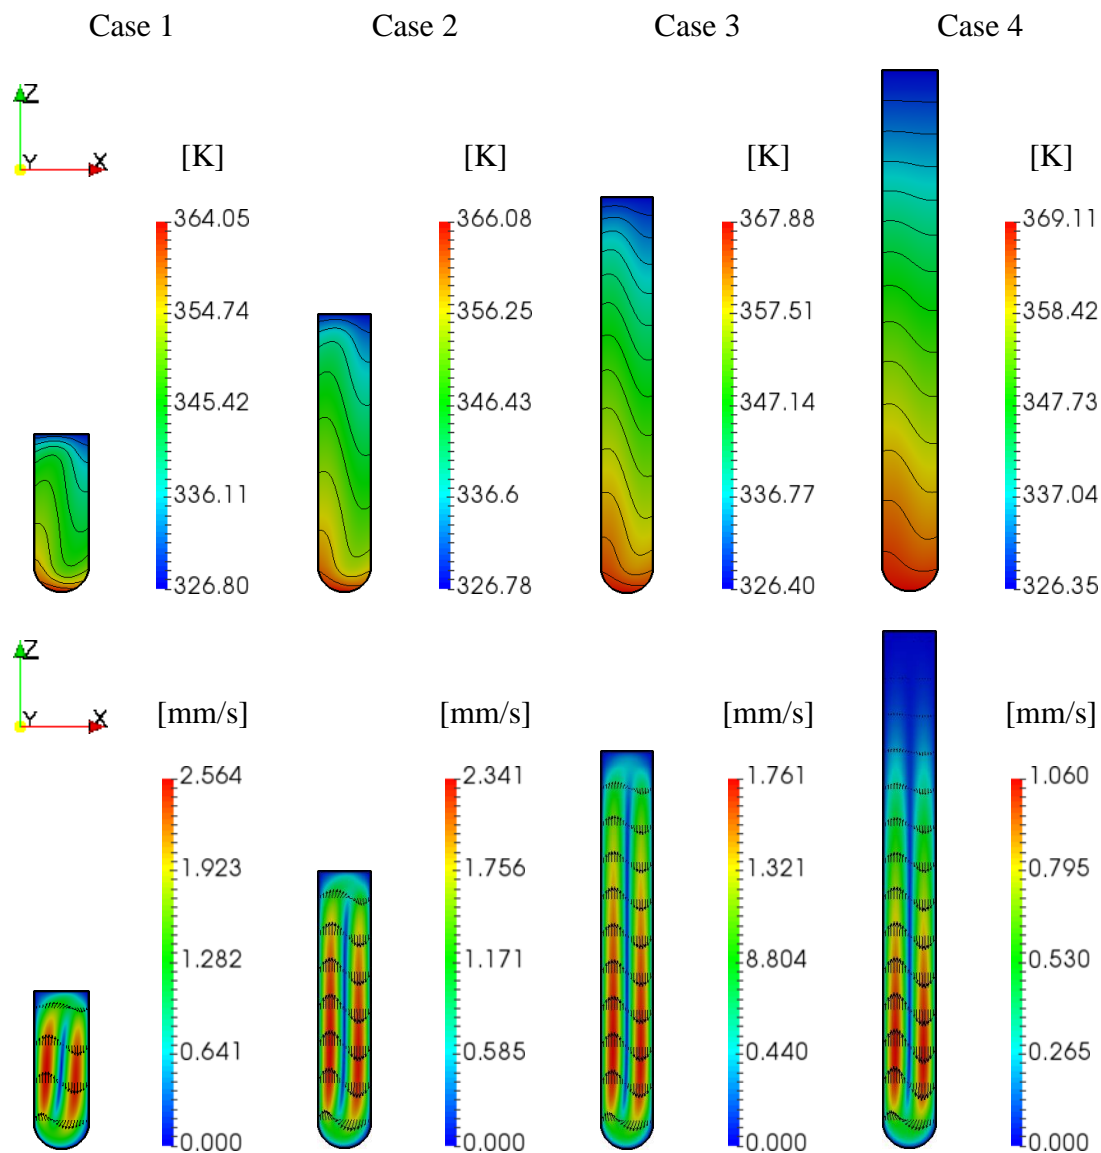 Case 1 Case 2 Case 3 Case 4
Z
Y X
[K] [K] [K] [K]
364.05 366.08 367.88 369.11
354.74 356.25 357.51 358.42
345.42 346.43 347.14 347.73
336.11 336.6 336.77 337.04
326.80 326.78 326.40 326.35
Z
Y X
[mm/s] [mm/s] [mm/s] [mm/s]
2.564 2.341 1.761 1.060
1.923 1.756 1.321 0.795
1.282 1.171 8.804 0.530
0.641 0.585 0.440 0.265
0.000 0.000 0.000 0.000